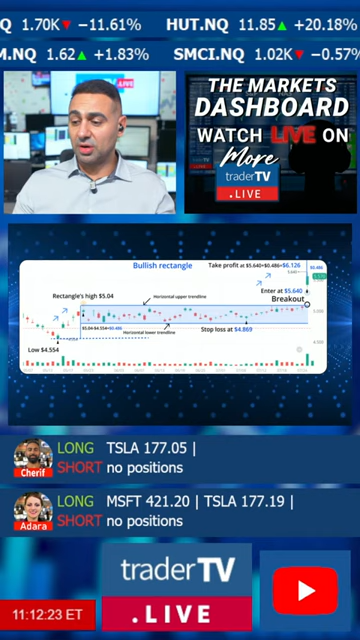 Q 1.70K▼ −11.61% HUT.NQ 11.85▲ +20.18%
M.NQ 1.62▲ +1.83% SMCI.NQ 1.02K▼ −0.57%
.LIVE
THE MARKETS
DASHBOARD
WATCH LIVE ON
More
traderTV
.LIVE
Bullish rectangle
Take profit at $5.640+$0.486=$6.126
$0.486
Enter at $5.640
Breakout
Rectangle's high $5.04
Horizontal upper trendline
$5.04-$4.554=$0.486
Horizontal lower trendline
Stop loss at $4.869
Low $4.554
LONG TSLA 177.05 |
SHORT no positions
Cherif
LONG MSFT 421.20 | TSLA 177.19 |
SHORT no positions
Adara
traderTV
.LIVE
11:12:23 ET